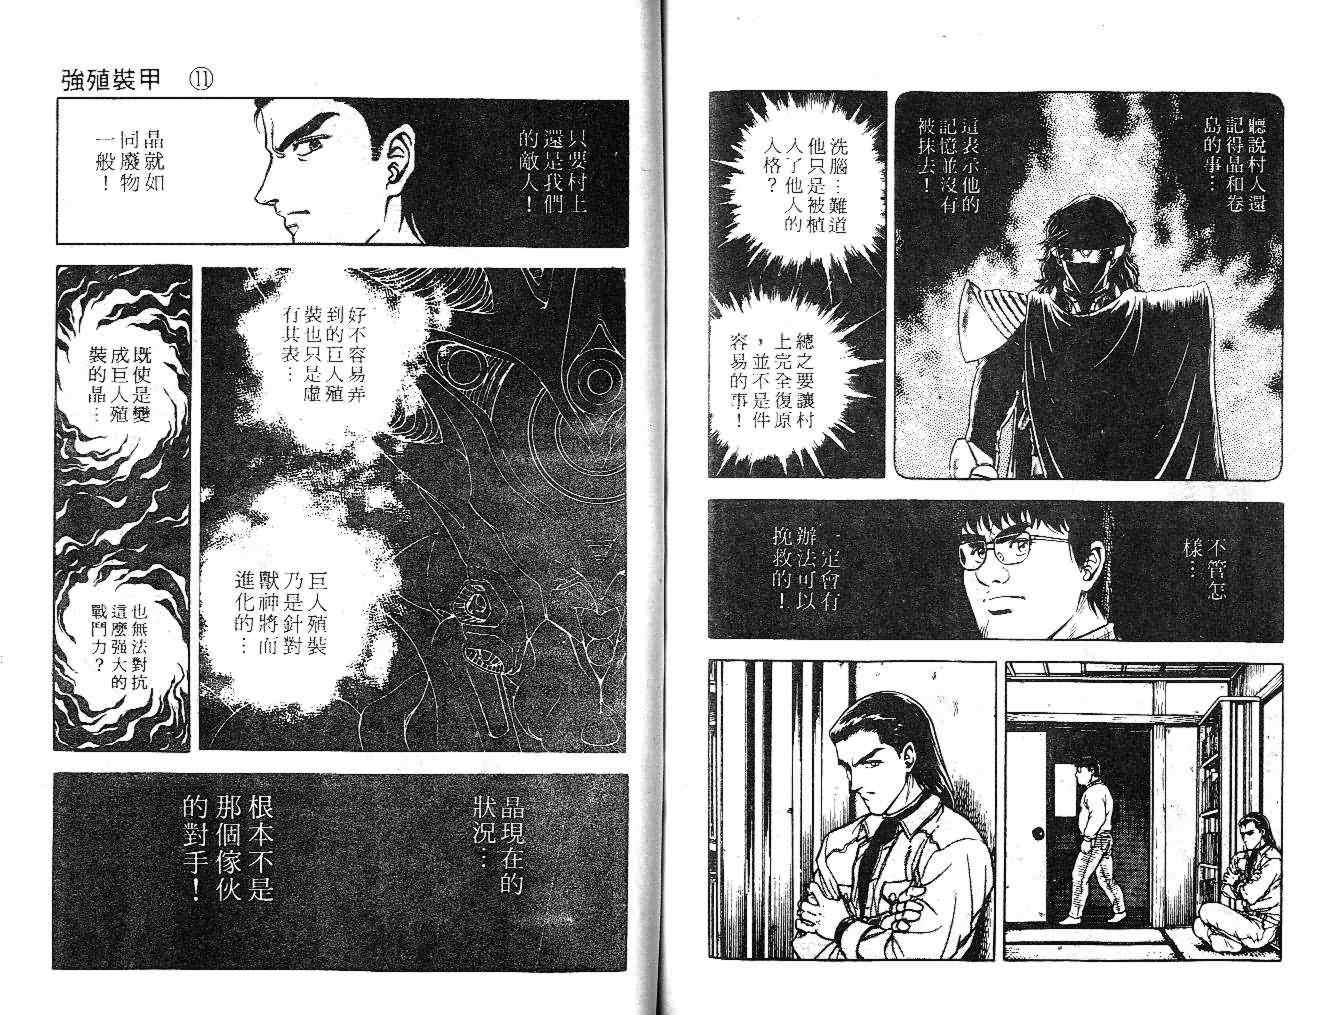 聽說村人還
記得晶和卷
島的事…
這表示他的
記憶並沒有
被抹去！
洗腦…難道
他只是被植
入了他人的
人格？
總之要讓村
上完全復原
，並不是件
容易的事！
不管怎
樣…
一定會有
辦法可以
挽救的！
強殖裝甲 ⑪
只要村上
還是我們
的敵人！
晶就如
同廢物
一般！
好不容易弄
到的巨人殖
裝也只是虛
有其表…
巨人殖裝
乃是針對
獸神將而
進化的…
既使是變
成巨人殖
裝的晶…
也無法對抗
這麼强大的
戰鬥力？
晶現在的
狀況…
根本不是
那個傢伙
的對手！